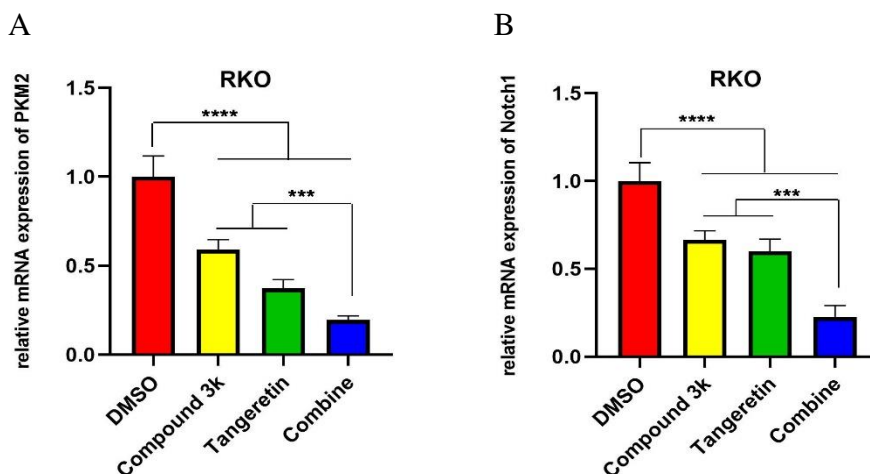 A
RKO
relative mRNA expression of PKM2
1.5
1.0
0.5
0.0
****
***
DMSO
Compound 3k
Tangeretin
Combine
B
RKO
relative mRNA expression of Notch1
1.5
1.0
0.5
0.0
****
***
DMSO
Compound 3k
Tangeretin
Combine